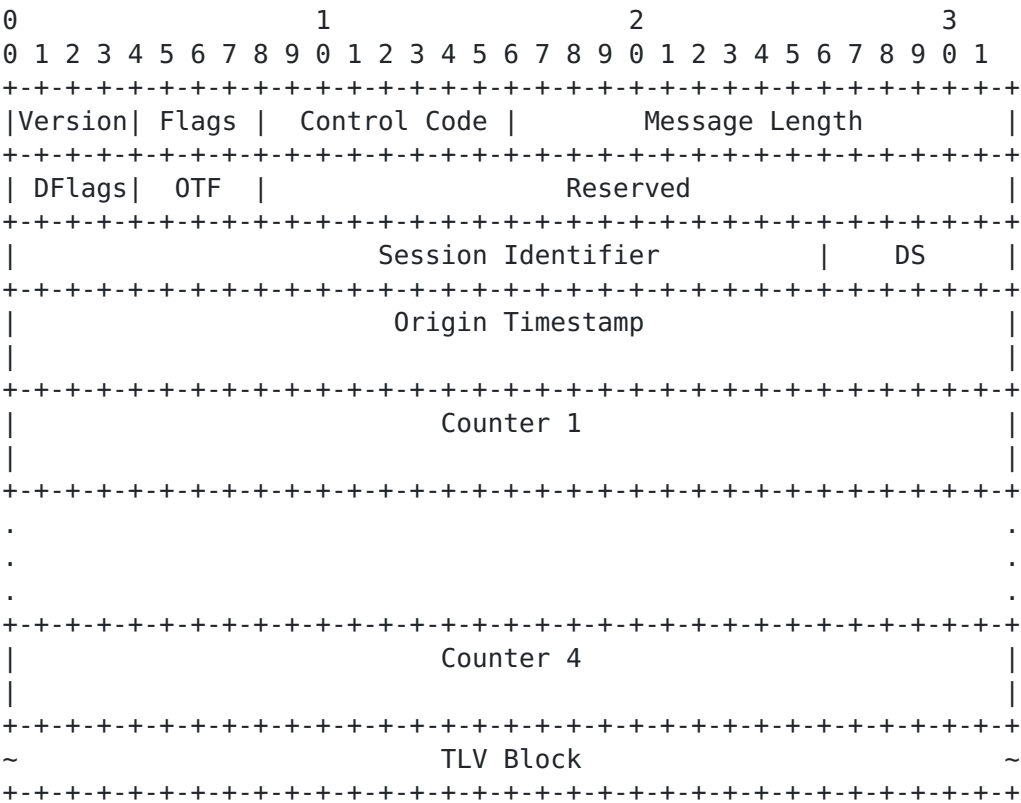 0                   1                   2                   3
0 1 2 3 4 5 6 7 8 9 0 1 2 3 4 5 6 7 8 9 0 1 2 3 4 5 6 7 8 9 0 1
+-+-+-+-+-+-+-+-+-+-+-+-+-+-+-+-+-+-+-+-+-+-+-+-+-+-+-+-+-+-+-+-+
|Version| Flags |  Control Code |        Message Length         |
+-+-+-+-+-+-+-+-+-+-+-+-+-+-+-+-+-+-+-+-+-+-+-+-+-+-+-+-+-+-+-+-+
| DFlags|  OTF  |                   Reserved                    |
+-+-+-+-+-+-+-+-+-+-+-+-+-+-+-+-+-+-+-+-+-+-+-+-+-+-+-+-+-+-+-+-+
|                       Session Identifier          |    DS     |
+-+-+-+-+-+-+-+-+-+-+-+-+-+-+-+-+-+-+-+-+-+-+-+-+-+-+-+-+-+-+-+-+
|                        Origin Timestamp                       |
|                                                               |
+-+-+-+-+-+-+-+-+-+-+-+-+-+-+-+-+-+-+-+-+-+-+-+-+-+-+-+-+-+-+-+-+
|                           Counter 1                           |
|                                                               |
+-+-+-+-+-+-+-+-+-+-+-+-+-+-+-+-+-+-+-+-+-+-+-+-+-+-+-+-+-+-+-+-+
.                                                               .
.                                                               .
.                                                               .
+-+-+-+-+-+-+-+-+-+-+-+-+-+-+-+-+-+-+-+-+-+-+-+-+-+-+-+-+-+-+-+-+
|                           Counter 4                           |
|                                                               |
+-+-+-+-+-+-+-+-+-+-+-+-+-+-+-+-+-+-+-+-+-+-+-+-+-+-+-+-+-+-+-+-+
~                           TLV Block                           ~
+-+-+-+-+-+-+-+-+-+-+-+-+-+-+-+-+-+-+-+-+-+-+-+-+-+-+-+-+-+-+-+-+